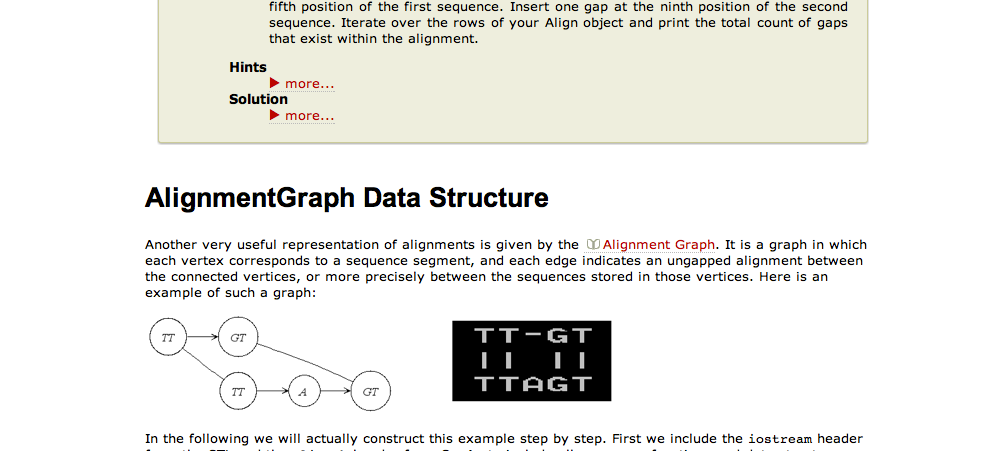 fifth position of the first sequence. Insert one gap at the ninth position of the second
sequence. Iterate over the rows of your Align object and print the total count of gaps
that exist within the alignment.
Hints
more...
Solution
more...
AlignmentGraph Data Structure
Another very useful representation of alignments is given by the Alignment Graph. It is a graph in which
each vertex corresponds to a sequence segment, and each edge indicates an ungapped alignment between
the connected vertices, or more precisely between the sequences stored in those vertices. Here is an
example of such a graph:
TT GT
TT A GT
TT-GT
|| ||
TTAGT
In the following we will actually construct this example step by step. First we include the iostream header